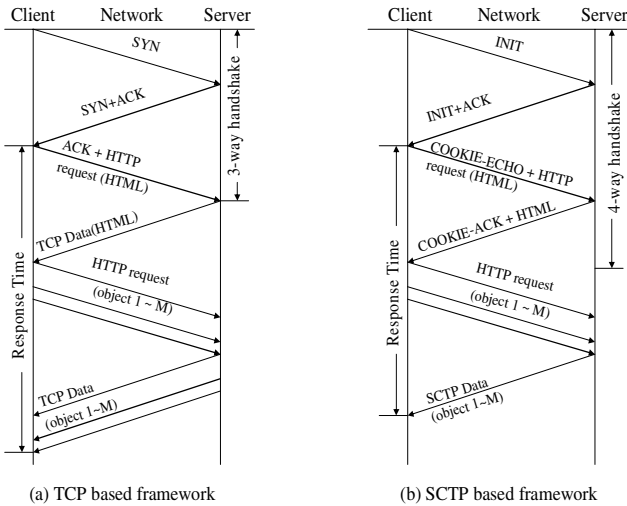 Client Network Server
SYN
SYN+ACK
3-way handshake
ACK + HTTP
request (HTML)
TCP Data(HTML)
HTTP request
(object 1 ~ M)
Response Time
TCP Data
(object 1~M)
(a) TCP based framework
Client Network Server
INIT
INIT+ACK
4-way handshake
COOKIE-ECHO + HTTP
request (HTML)
COOKIE-ACK + HTML
HTTP request
(object 1 ~ M)
Response Time
SCTP Data
(object 1~M)
(b) SCTP based framework